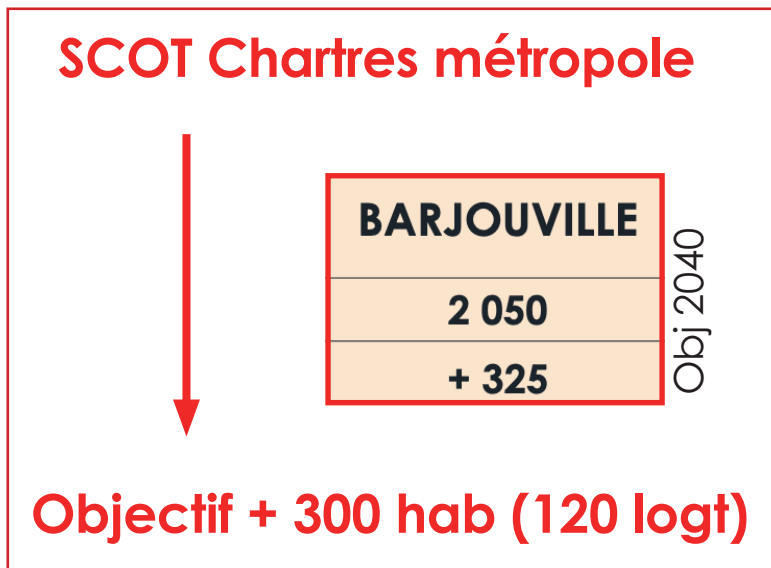 SCOT Chartres métropole
BARJOUVILLE
2 050
+ 325
Obj 2040
Objectif + 300 hab (120 logt)